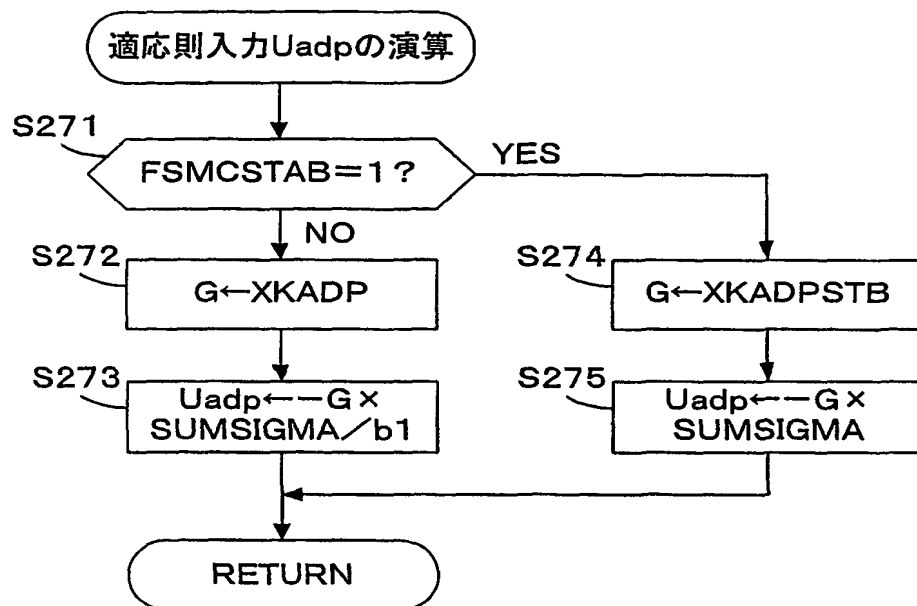 適応則入力Uadpの演算
S271
FSMCSTAB=1?
YES
NO
S272
G←XKADP
S274
G←XKADPSTB
S273
Uadp←−G×
SUMSIGMA/b1
S275
Uadp←−G×
SUMSIGMA
RETURN